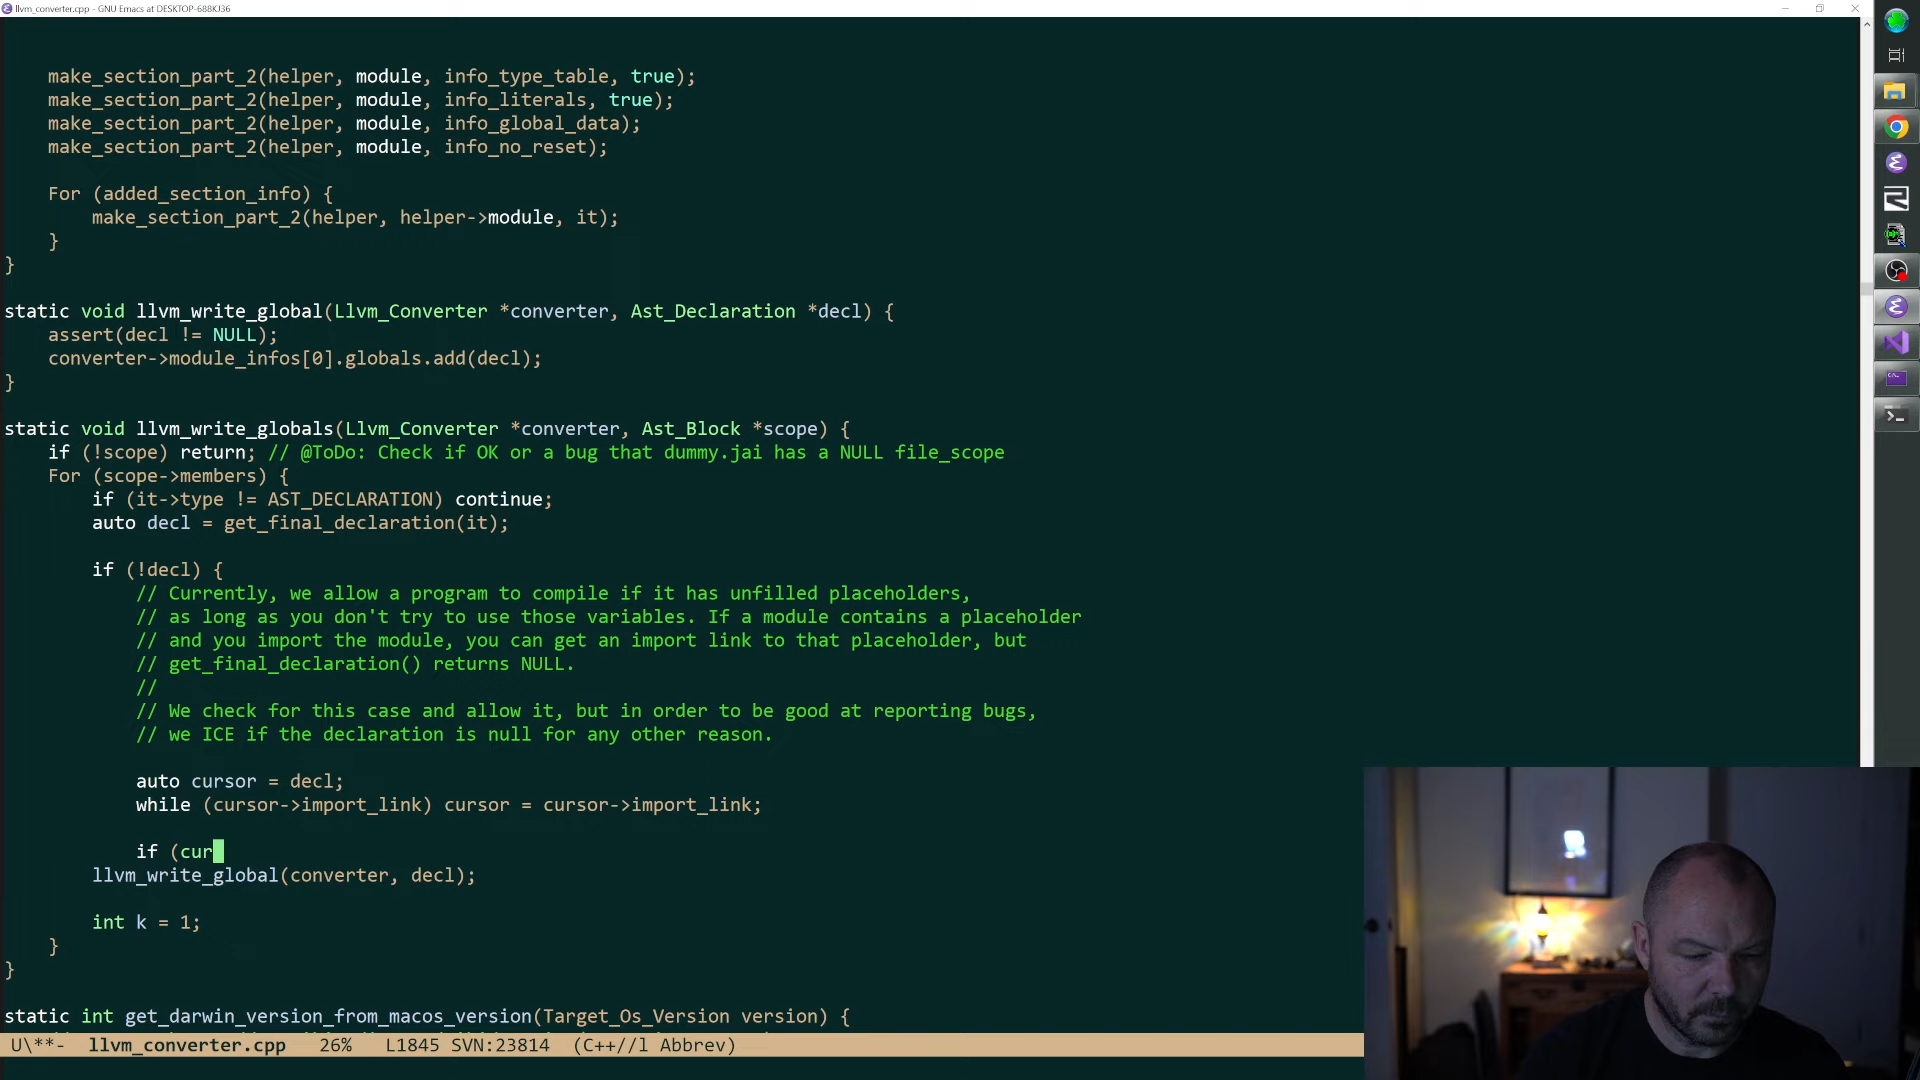 llvm_converter.cpp - GNU Emacs at DESKTOP-688KJ36
make_section_part_2(helper, module, info_type_table, true);
make_section_part_2(helper, module, info_literals, true);
make_section_part_2(helper, module, info_global_data);
make_section_part_2(helper, module, info_no_reset);
For (added_section_info) {
make_section_part_2(helper, helper->module, it);
}
}
static void llvm_write_global(Llvm_Converter *converter, Ast_Declaration *decl) {
assert(decl != NULL);
converter->module_infos[0].globals.add(decl);
}
static void llvm_write_globals(Llvm_Converter *converter, Ast_Block *scope) {
if (!scope) return; // @ToDo: Check if OK or a bug that dummy.jai has a NULL file_scope
For (scope->members) {
if (it->type != AST_DECLARATION) continue;
auto decl = get_final_declaration(it);
if (!decl) {
// Currently, we allow a program to compile if it has unfilled placeholders,
// as long as you don't try to use those variables. If a module contains a placeholder
// and you import the module, you can get an import link to that placeholder, but
// get_final_declaration() returns NULL.
//
// We check for this case and allow it, but in order to be good at reporting bugs,
// we ICE if the declaration is null for any other reason.
auto cursor = decl;
while (cursor->import_link) cursor = cursor->import_link;
if (cur
llvm_write_global(converter, decl);
int k = 1;
}
}
static int get_darwin_version_from_macos_version(Target_Os_Version version) {
U\**- llvm_converter.cpp 26% L1845 SVN:23814 (C++//l Abbrev)